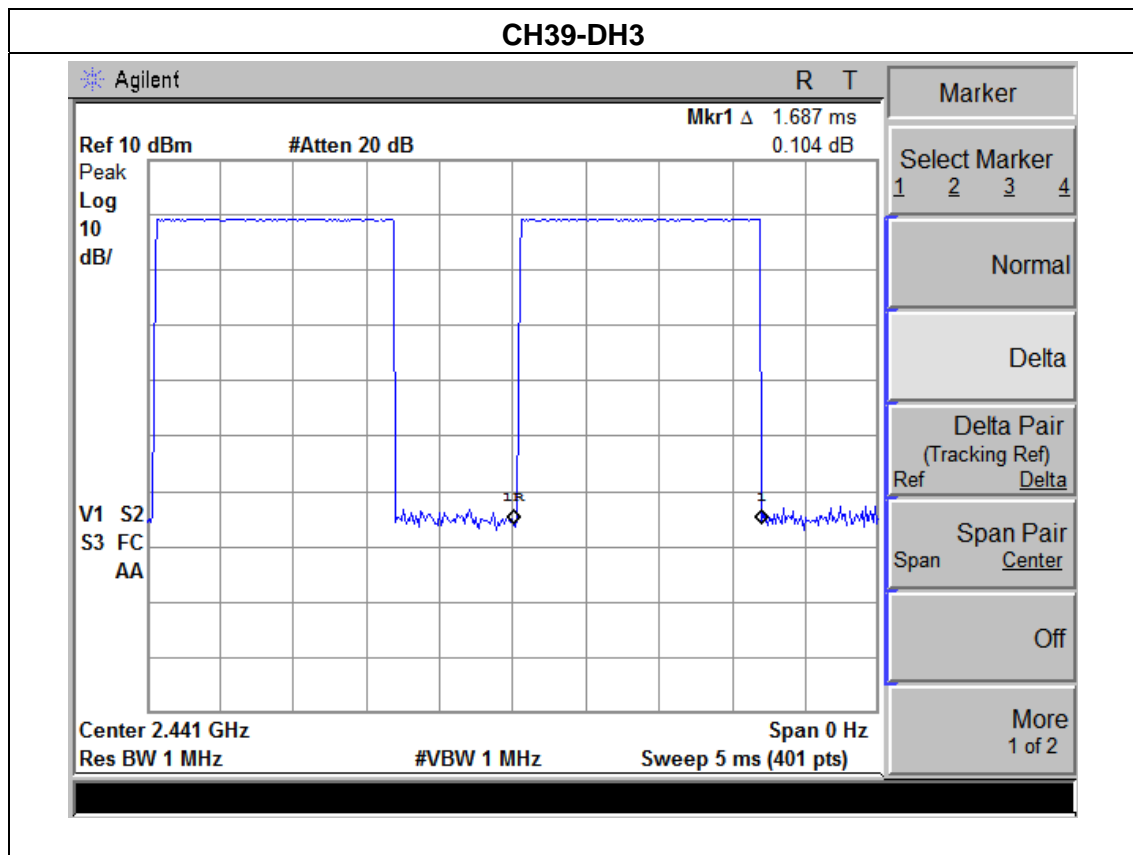 CH39-DH3
Agilent
R T
Mkr1 Δ 1.687 ms
Ref 10 dBm #Atten 20 dB 0.104 dB
Peak
Log
10
dB/
1R
1
V1 S2
S3 FC
AA
Center 2.441 GHz Span 0 Hz
Res BW 1 MHz #VBW 1 MHz Sweep 5 ms (401 pts)
Marker
Select Marker
1 2 3 4
Normal
Delta
Delta Pair
(Tracking Ref)
Ref Delta
Span Pair
Span Center
Off
More
1 of 2